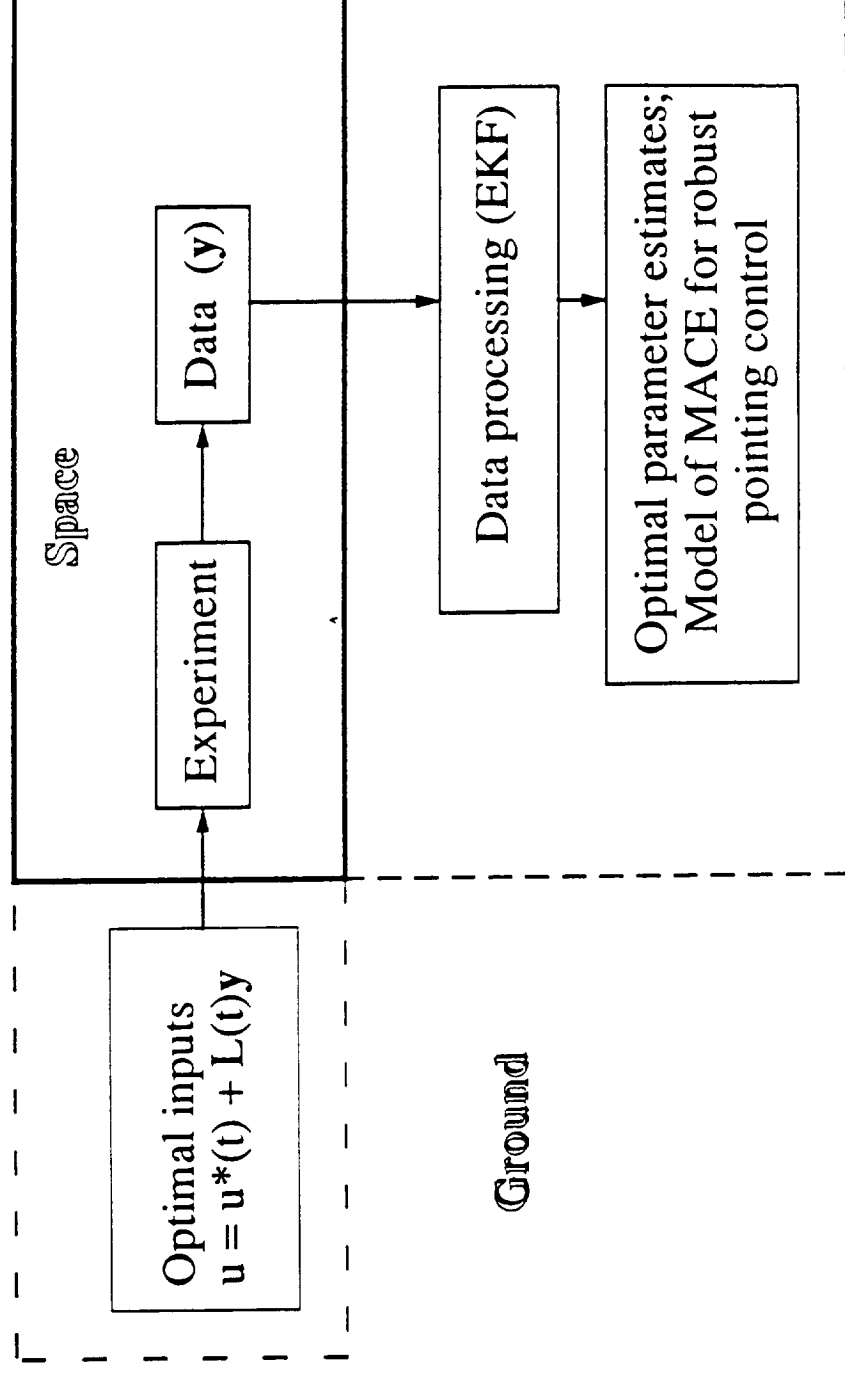 Space
Optimal inputs
u = u*(t) + L(t)y
Experiment
Data (y)
Ground
Data processing (EKF)
Optimal parameter estimates;
Model of MACE for robust
pointing control